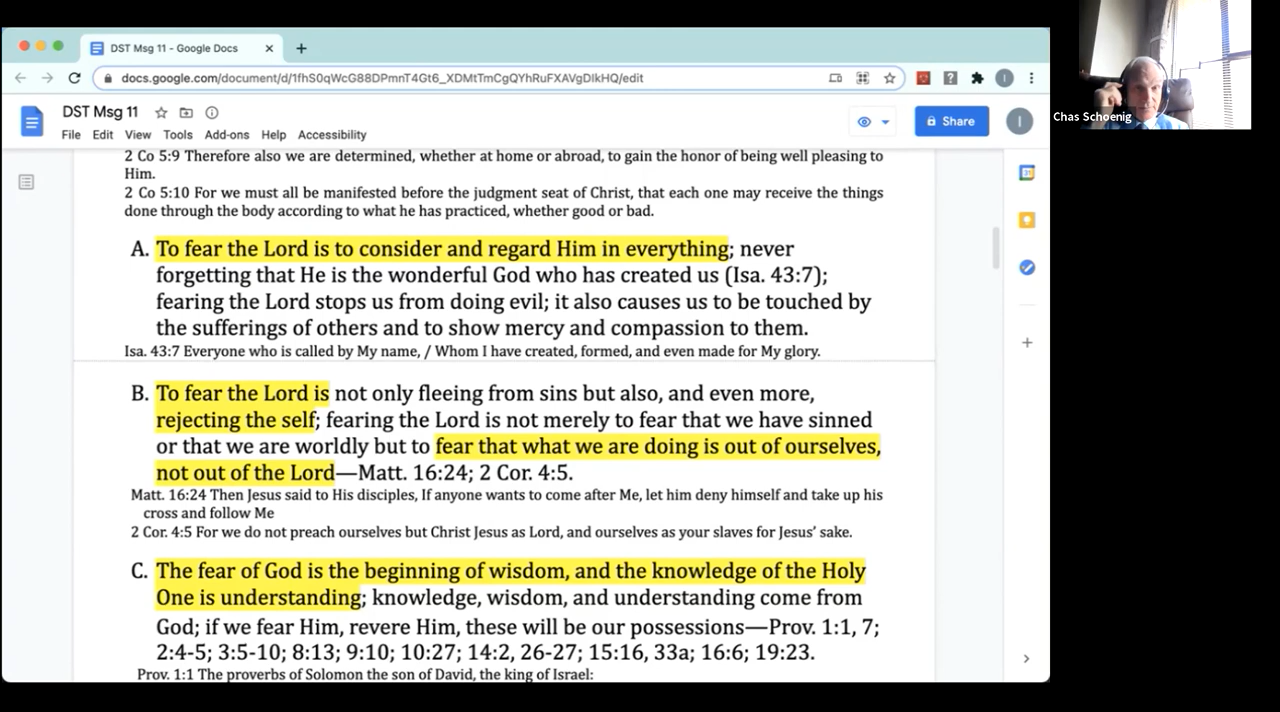 DST Msg 11 - Google Docs
docs.google.com/document/d/1fhS0qWcG88DPmnT4Gt6_XDMtTmCgQYhRuFXAVgDlkHQ/edit
DST Msg 11
File Edit View Tools Add-ons Help Accessibility
Share
I
2 Co 5:9 Therefore also we are determined, whether at home or abroad, to gain the honor of being well pleasing to
Him.
2 Co 5:10 For we must all be manifested before the judgment seat of Christ, that each one may receive the things
done through the body according to what he has practiced, whether good or bad.
A. To fear the Lord is to consider and regard Him in everything; never
forgetting that He is the wonderful God who has created us (Isa. 43:7);
fearing the Lord stops us from doing evil; it also causes us to be touched by
the sufferings of others and to show mercy and compassion to them.
Isa. 43:7 Everyone who is called by My name, / Whom I have created, formed, and even made for My glory.
B. To fear the Lord is not only fleeing from sins but also, and even more,
rejecting the self; fearing the Lord is not merely to fear that we have sinned
or that we are worldly but to fear that what we are doing is out of ourselves,
not out of the Lord—Matt. 16:24; 2 Cor. 4:5.
Matt. 16:24 Then Jesus said to His disciples, If anyone wants to come after Me, let him deny himself and take up his
cross and follow Me
2 Cor. 4:5 For we do not preach ourselves but Christ Jesus as Lord, and ourselves as your slaves for Jesus' sake.
C. The fear of God is the beginning of wisdom, and the knowledge of the Holy
One is understanding; knowledge, wisdom, and understanding come from
God; if we fear Him, revere Him, these will be our possessions—Prov. 1:1, 7;
2:4-5; 3:5-10; 8:13; 9:10; 10:27; 14:2, 26-27; 15:16, 33a; 16:6; 19:23.
Prov. 1:1 The proverbs of Solomon the son of David, the king of Israel:
Chas Schoenig